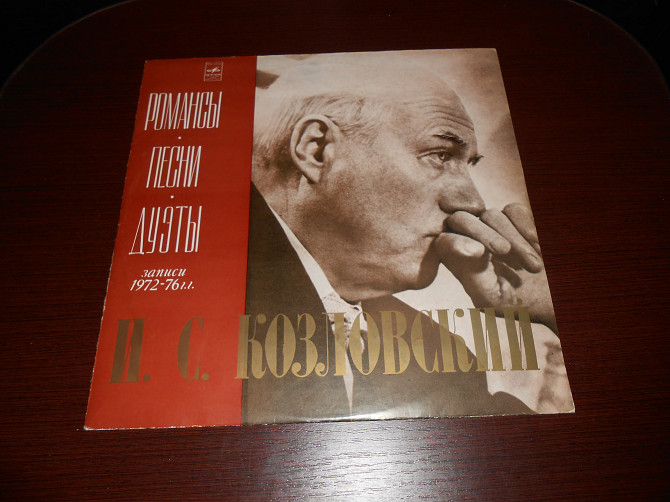 РОМАНСЫ
•
ПЕСНИ
•
ДУЭТЫ
записи
1972-76 г.г.
И. С. КОЗЛОВСКИЙ